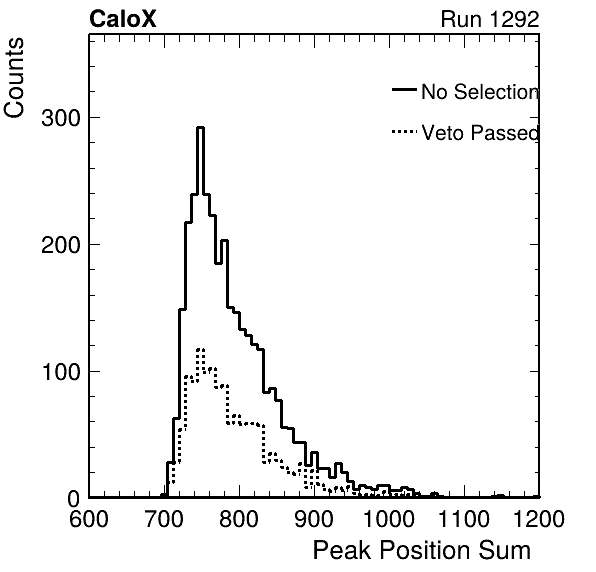 CaloX Run 1292
Counts
No Selection
Veto Passed
300
200
100
0
600 700 800 900 1000 1100 1200
Peak Position Sum